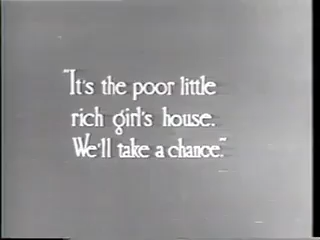 "It's the poor little
rich girl's house.
We'll take a chance."